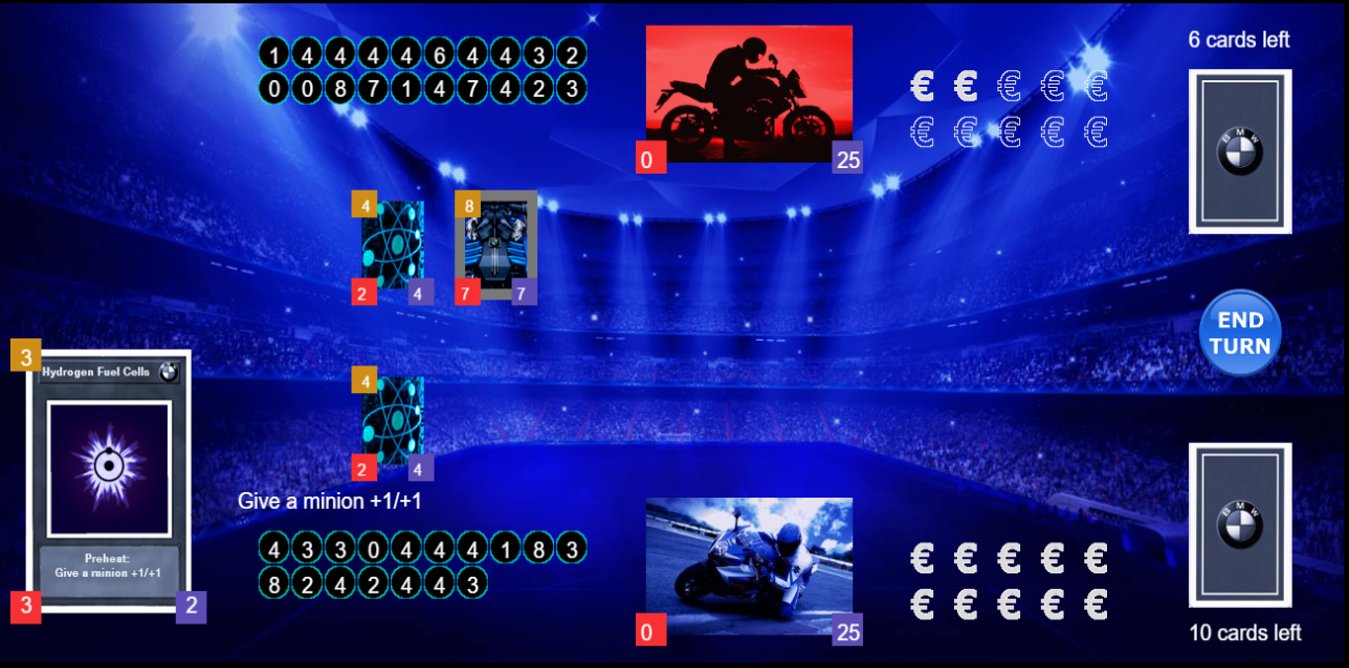 1 4 4 4 4 6 4 4 3 2
0 0 8 7 1 4 7 4 2 3
0
25
€ € € € €
€ € € € €
6 cards left
BMW
4
2
4
8
7
7
END
TURN
3
Hydrogen Fuel Cells
Preheat:
Give a minion +1/+1
3
2
4
2
4
Give a minion +1/+1
4 3 3 0 4 4 4 1 8 3
8 2 4 2 4 4 3
0
25
€ € € € €
€ € € € €
BMW
10 cards left